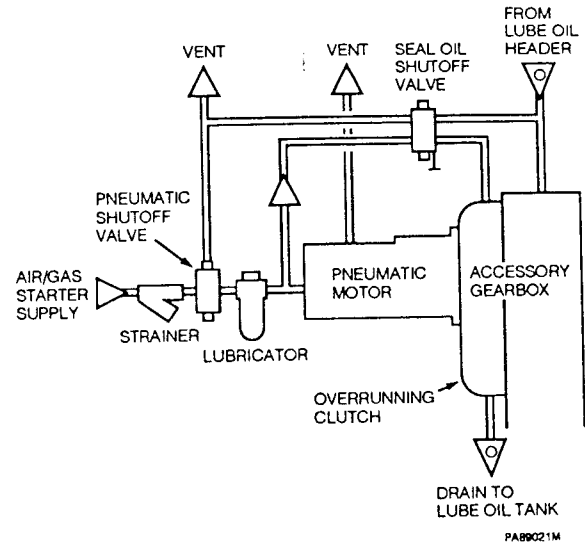 FROM
LUBE OIL
HEADER
VENT
VENT
SEAL OIL
SHUTOFF
VALVE
PNEUMATIC
SHUTOFF
VALVE
AIR/GAS
STARTER
SUPPLY
STRAINER
LUBRICATOR
PNEUMATIC
MOTOR
ACCESSORY
GEARBOX
OVERRUNNING
CLUTCH
DRAIN TO
LUBE OIL TANK
PA89021M